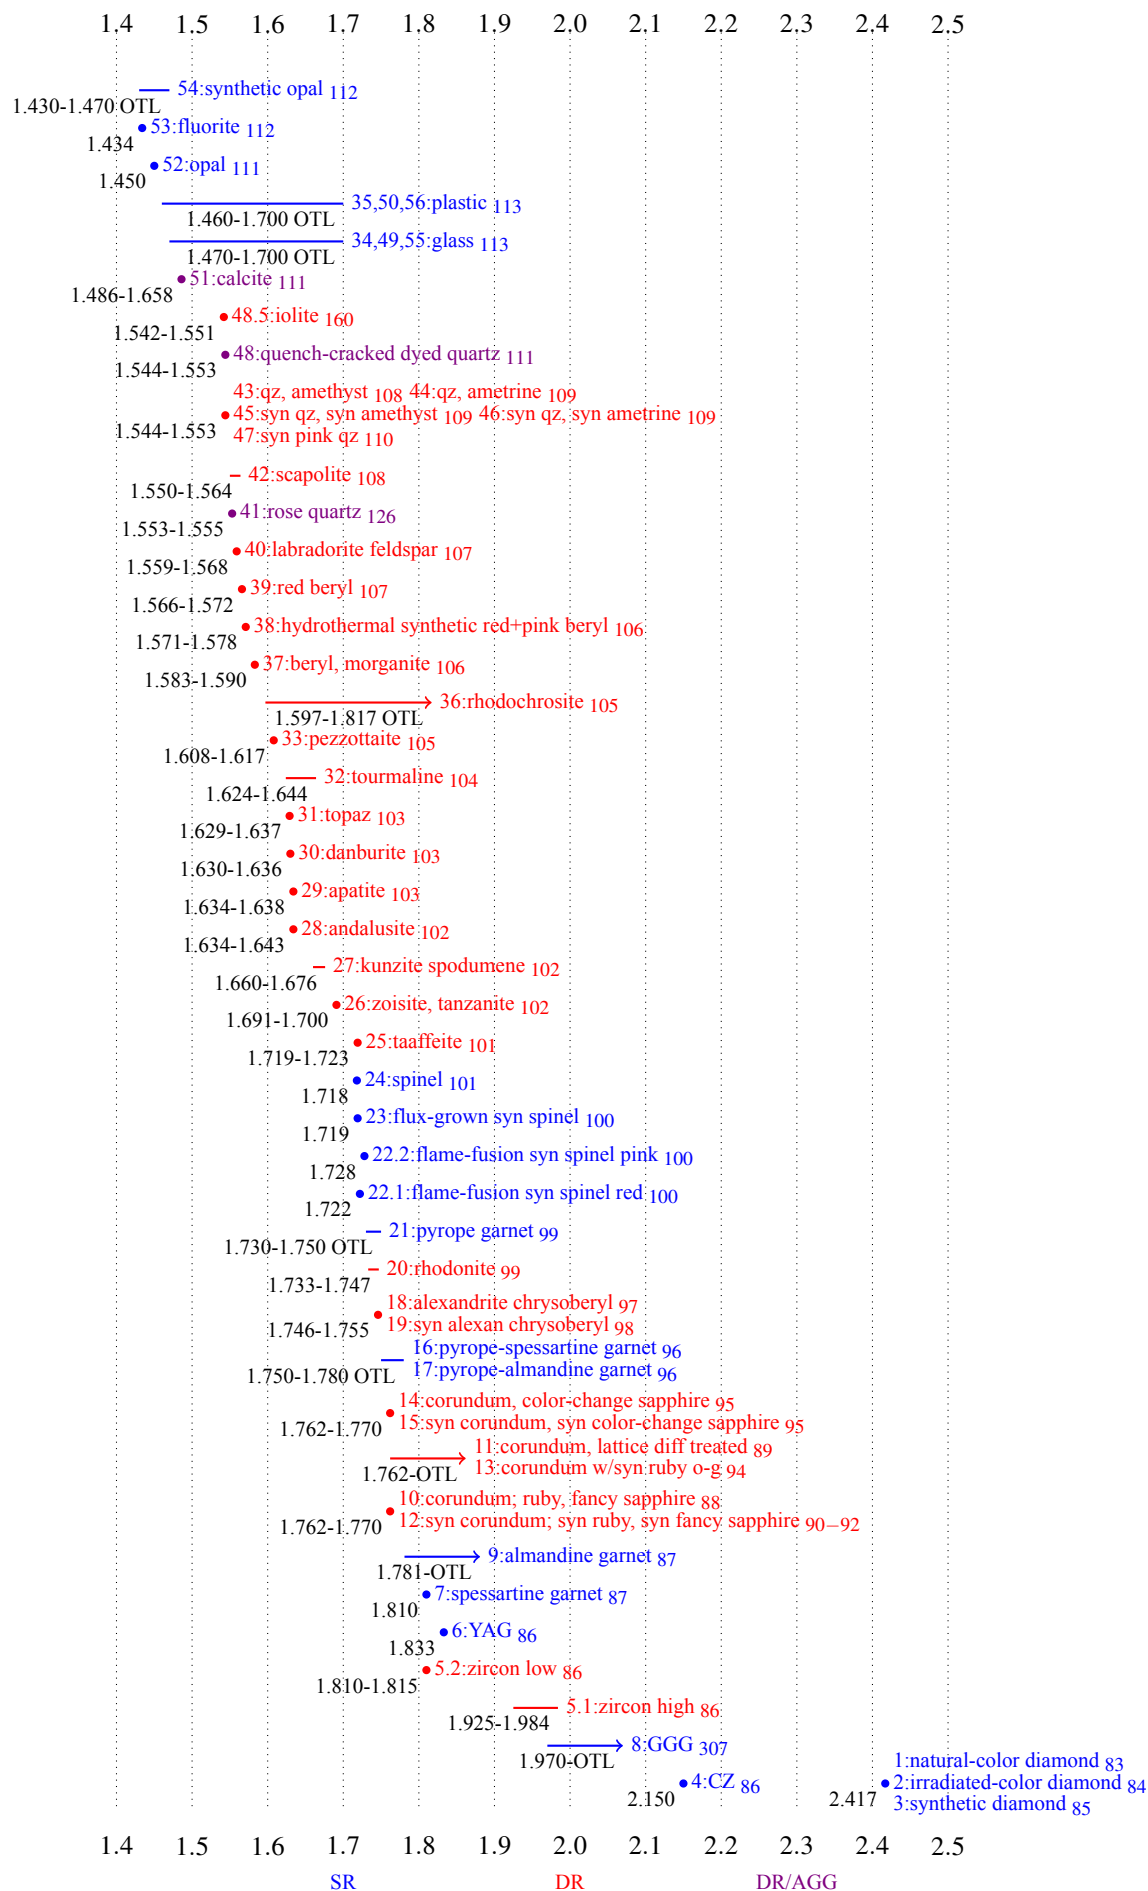 1.4 1.5 1.6 1.7 1.8 1.9 2.0 2.1 2.2 2.3 2.4 2.5
54:synthetic opal 112
1.430-1.470 OTL
53:fluorite 112
1.434
52:opal 111
1.450
35,50,56:plastic 113
1.460-1.700 OTL
34,49,55:glass 113
1.470-1.700 OTL
51:calcite 111
1.486-1.658
48.5:iolite 160
1.542-1.551
48:quench-cracked dyed quartz 111
1.544-1.553
43:qz, amethyst 108 44:qz, ametrine 109
45:syn qz, syn amethyst 109 46:syn qz, syn ametrine 109
1.544-1.553 47:syn pink qz 110
42:scapolite 108
1.550-1.564
41:rose quartz 126
1.553-1.555
40:labradorite feldspar 107
1.559-1.568
39:red beryl 107
1.566-1.572
38:hydrothermal synthetic red+pink beryl 106
1.571-1.578
37:beryl, morganite 106
1.583-1.590
36:rhodochrosite 105
1.597-1.817 OTL
33:pezzottaite 105
1.608-1.617
32:tourmaline 104
1.624-1.644
31:topaz 103
1.629-1.637
30:danburite 103
1.630-1.636
29:apatite 103
1.634-1.638
28:andalusite 102
1.634-1.643
27:kunzite spodumene 102
1.660-1.676
26:zoisite, tanzanite 102
1.691-1.700
25:taaffeite 101
1.719-1.723
24:spinel 101
1.718
23:flux-grown syn spinel 100
1.719
22.2:flame-fusion syn spinel pink 100
1.728
22.1:flame-fusion syn spinel red 100
1.722
21:pyrope garnet 99
1.730-1.750 OTL
20:rhodonite 99
1.733-1.747
18:alexandrite chrysoberyl 97
19:syn alexan chrysoberyl 98
1.746-1.755
16:pyrope-spessartine garnet 96
17:pyrope-almandine garnet 96
1.750-1.780 OTL
14:corundum, color-change sapphire 95
15:syn corundum, syn color-change sapphire 95
1.762-1.770
11:corundum, lattice diff treated 89
13:corundum w/syn ruby o-g 94
1.762-OTL
10:corundum; ruby, fancy sapphire 88
12:syn corundum; syn ruby, syn fancy sapphire 90–92
1.762-1.770
9:almandine garnet 87
1.781-OTL
7:spessartine garnet 87
1.810
6:YAG 86
1.833
5.2:zircon low 86
1.810-1.815
5.1:zircon high 86
1.925-1.984
8:GGG 307
1.970-OTL
1:natural-color diamond 83
4:CZ 86 2:irradiated-color diamond 84
2.150 2.417 3:synthetic diamond 85
1.4 1.5 1.6 1.7 1.8 1.9 2.0 2.1 2.2 2.3 2.4 2.5
SR DR DR/AGG